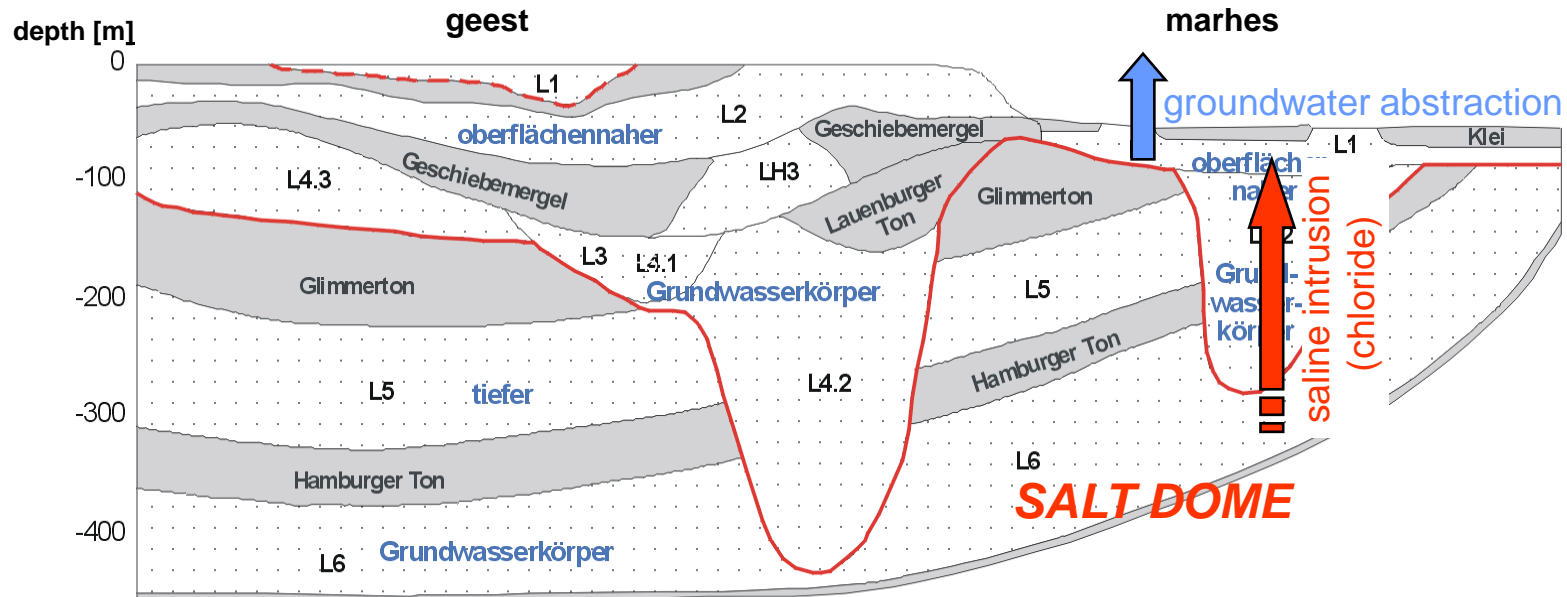 geest
marhes
depth [m]
0
-100
-200
-300
-400
L1
L2
oberflächennaher
Geschiebemergel
L4.3
Geschiebemergel
LH3
Lauenburger
Ton
Glimmerton
groundwater abstraction
L1
Klei
oberfläch
L3
L4.1
Grundwasserkörper
Glimmerton
L5
Grund-
wasser-
körper
saline intrusion
(chloride)
L5
tiefer
L4.2
Hamburger Ton
Hamburger Ton
L6
SALT DOME
L6
Grundwasserkörper